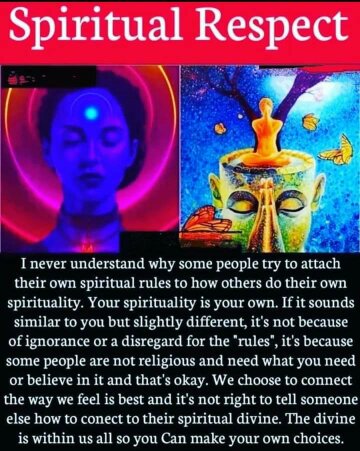 Spiritual Respect
I never understand why some people try to attach
their own spiritual rules to how others do their own
spirituality. Your spirituality is your own. If it sounds
similar to you but slightly different, it's not because
of ignorance or a disregard for the "rules", it's because
some people are not religious and need what you need
or believe in it and that's okay. We choose to connect
the way we feel is best and it's not right to tell someone
else how to conect to their spiritual divine. The divine
is within us all so you Can make your own choices.